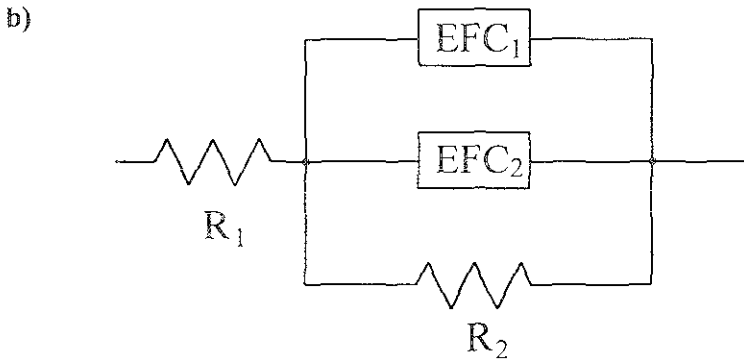 b)
EFC₁
EFC₂
R₁
R₂